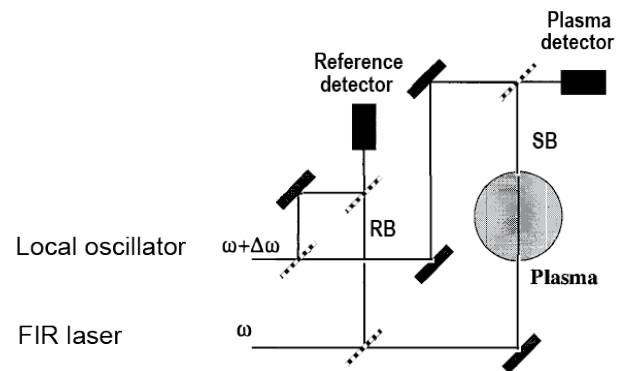 Plasma
detector
Reference
detector
SB
RB
Local oscillator
ω+Δω
Plasma
FIR laser
ω